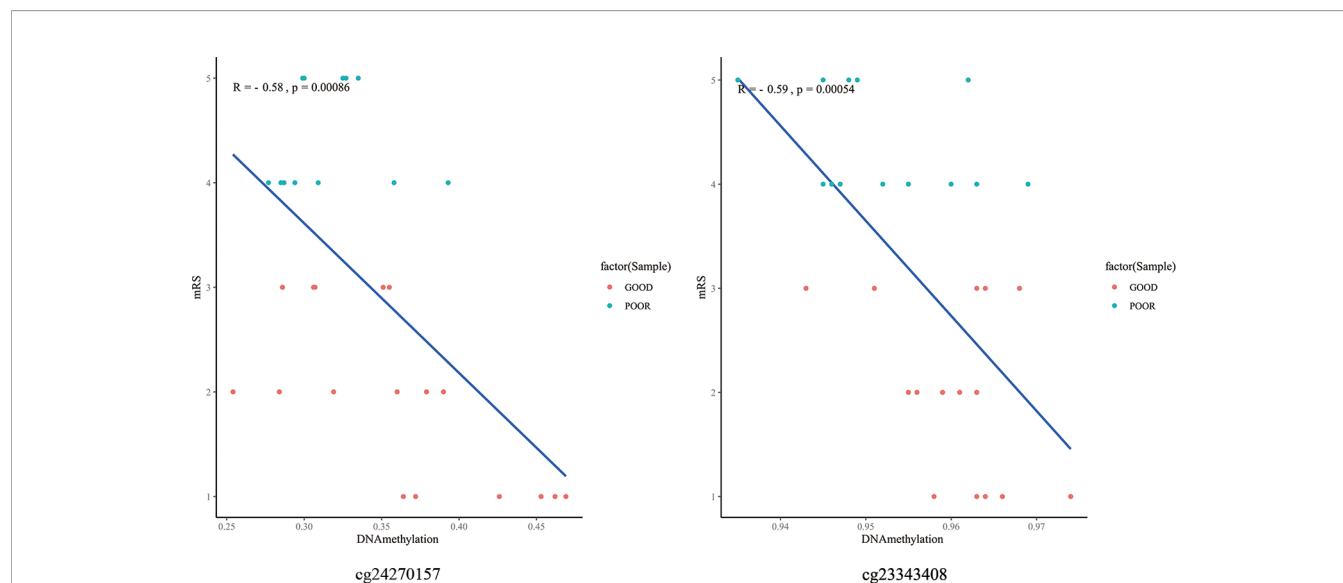 5
R = - 0.58 , p = 0.00086
4
mRS
3
2
1
0.25 0.30 0.35 0.40 0.45
DNAmethylation
cg24270157
factor(Sample)
GOOD
POOR
5
R = - 0.59 , p = 0.00054
4
mRS
3
2
1
0.94 0.95 0.96 0.97
DNAmethylation
cg23343408
factor(Sample)
GOOD
POOR